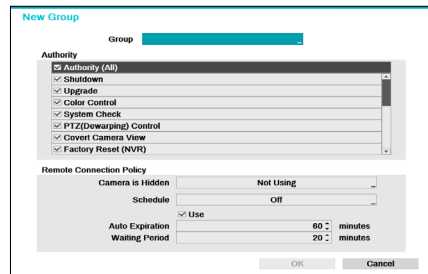 New Group
Group
Authority
Authority (All)
Shutdown
Upgrade
Color Control
System Check
PTZ(Dewarping) Control
Covert Camera View
Factory Reset (NVR)
Remote Connection Policy
Camera is Hidden Not Using ...
Schedule Off ...
Use
Auto Expiration 60 minutes
Waiting Period 20 minutes
OK Cancel